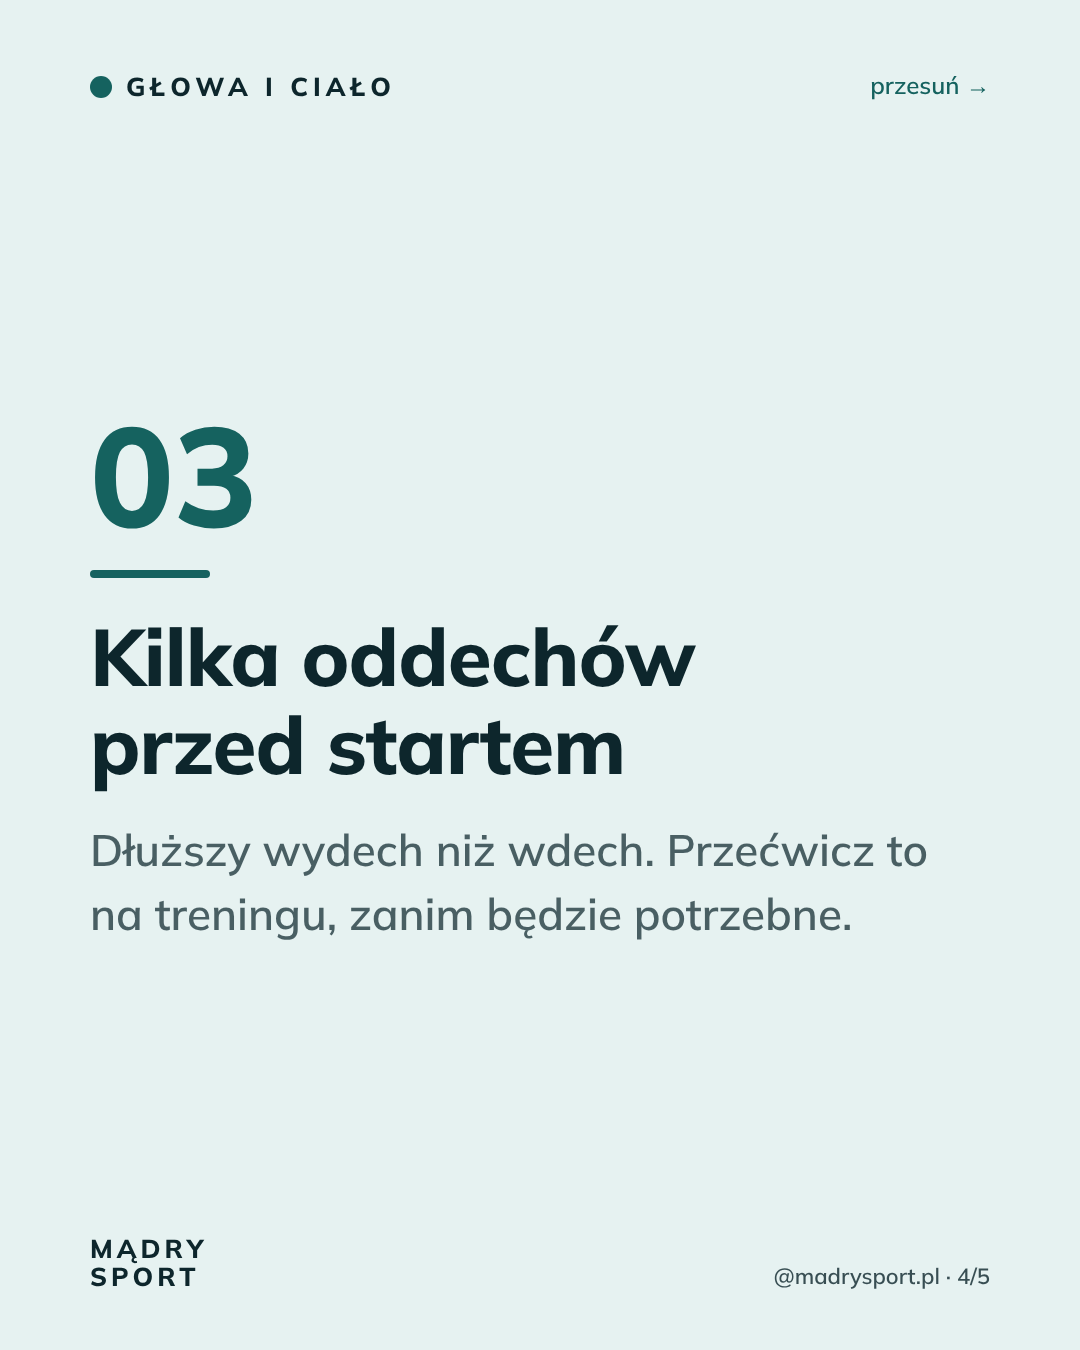 GŁOWA I CIAŁO
przesuń →
03
Kilka oddechów
przed startem
Dłuższy wydech niż wdech. Przećwicz to
na treningu, zanim będzie potrzebne.
MĄDRY
SPORT
@madrysport.pl · 4/5